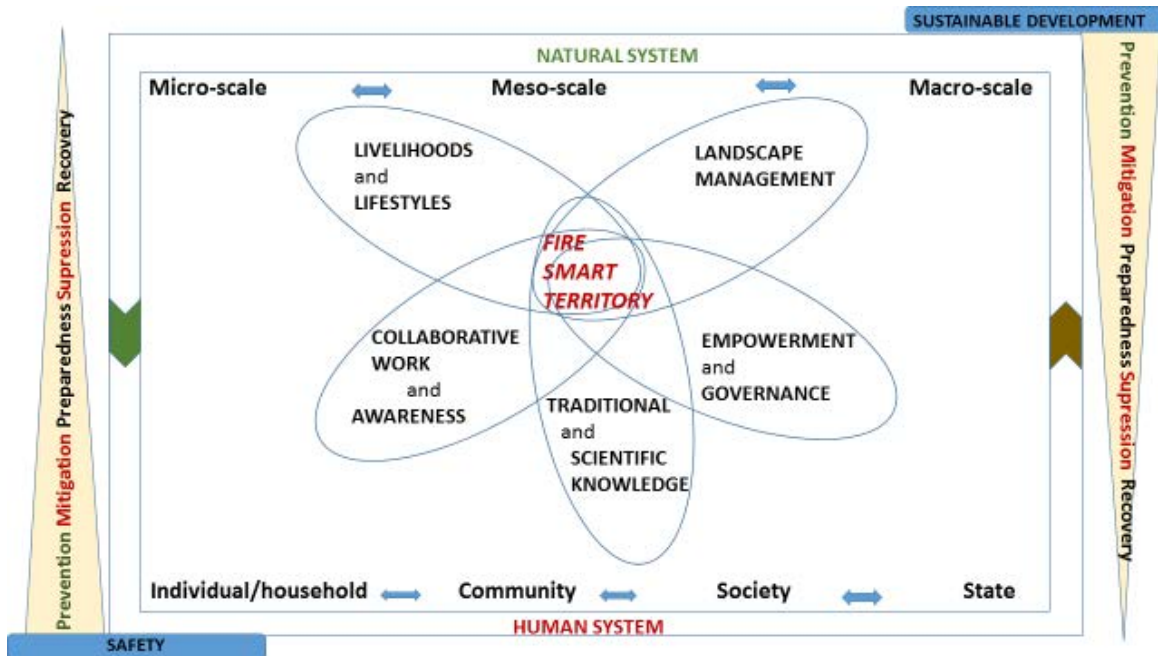 SUSTAINABLE DEVELOPMENT
NATURAL SYSTEM
Micro-scale
Meso-scale
Macro-scale
LIVELIHOODS
and
LIFESTYLES
LANDSCAPE
MANAGEMENT
FIRE
SMART
TERRITORY
COLLABORATIVE
WORK
and
AWARENESS
EMPOWERMENT
and
GOVERNANCE
TRADITIONAL
and
SCIENTIFIC
KNOWLEDGE
Prevention Mitigation Preparedness Supression Recovery
Prevention Mitigation Preparedness Supression Recovery
Individual/household
Community
Society
State
HUMAN SYSTEM
SAFETY